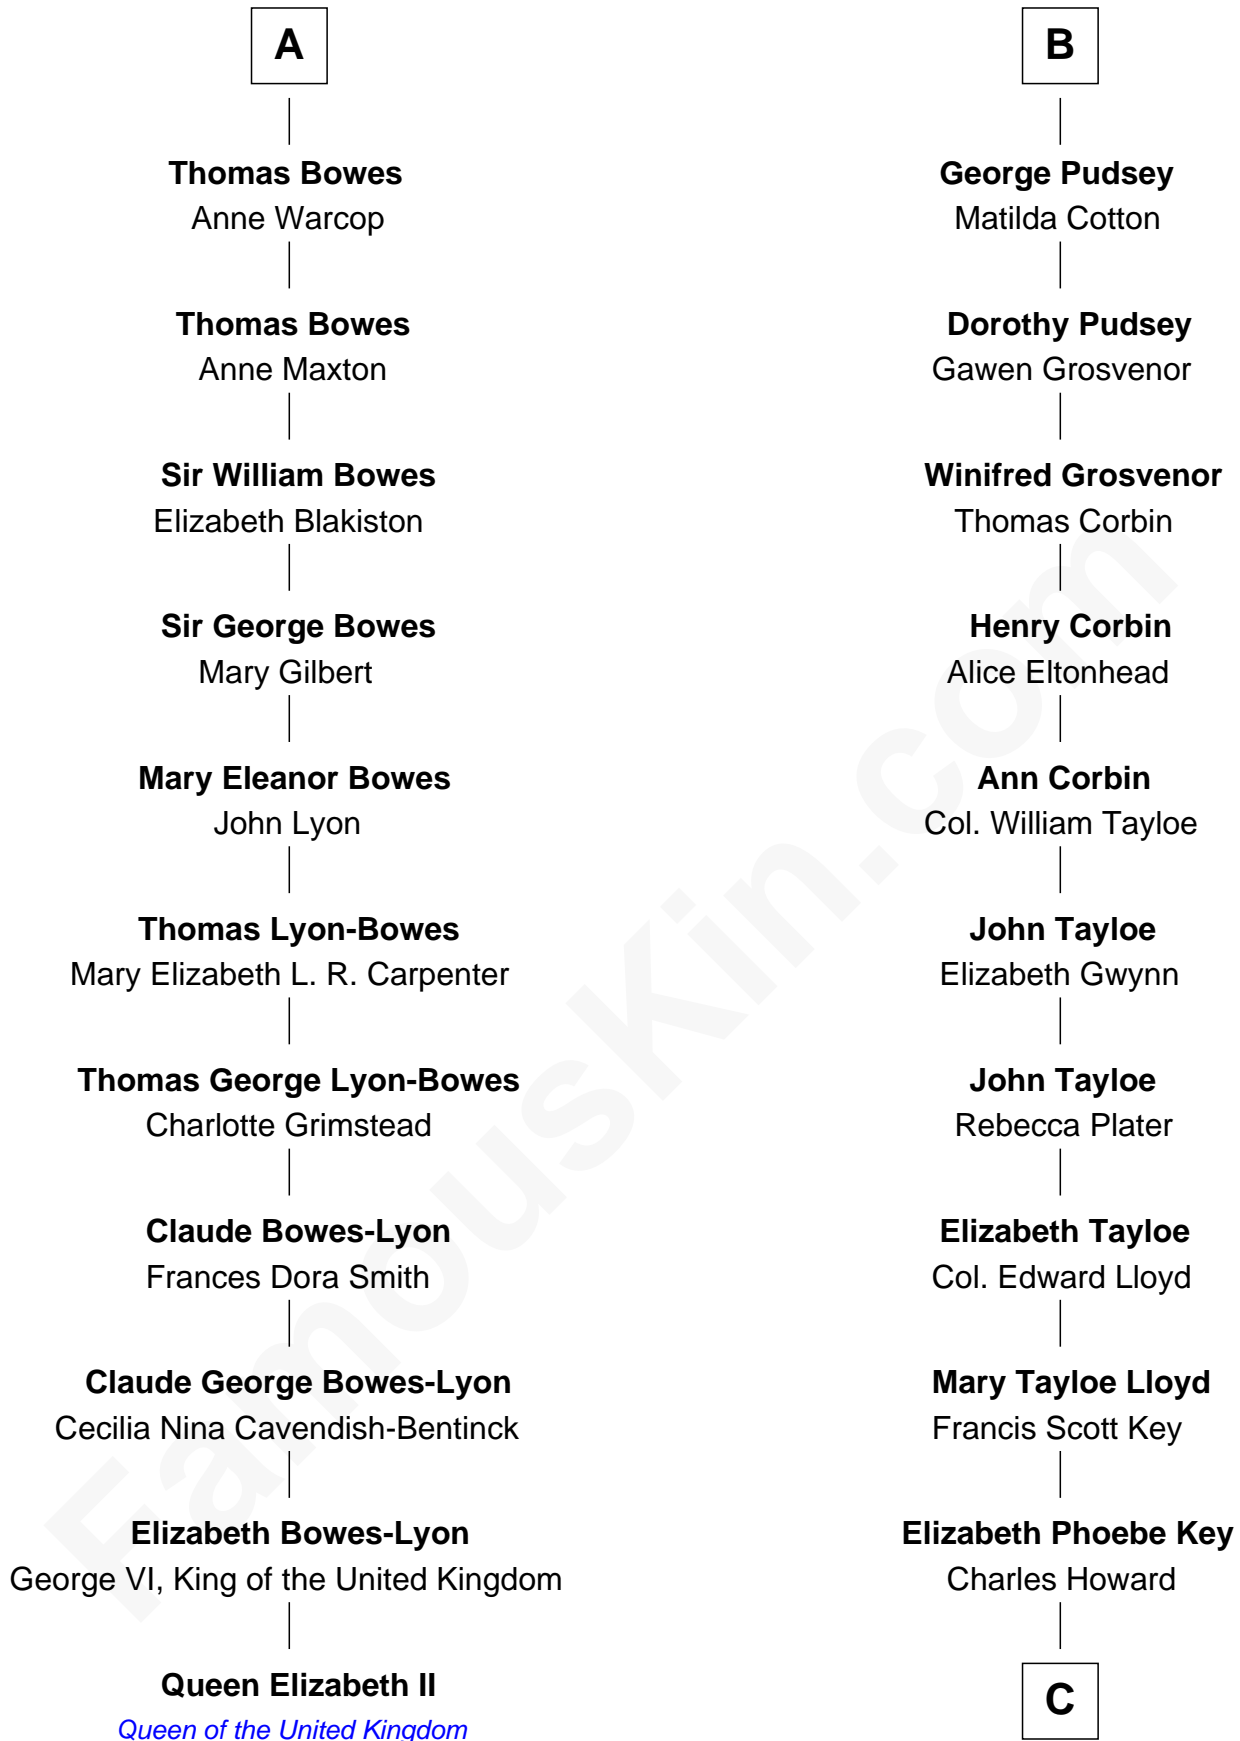 A
Thomas Bowes
Anne Warcop
Thomas Bowes
Anne Maxton
Sir William Bowes
Elizabeth Blakiston
Sir George Bowes
Mary Gilbert
Mary Eleanor Bowes
John Lyon
Thomas Lyon-Bowes
Mary Elizabeth L. R. Carpenter
Thomas George Lyon-Bowes
Charlotte Grimstead
Claude Bowes-Lyon
Frances Dora Smith
Claude George Bowes-Lyon
Cecilia Nina Cavendish-Bentinck
Elizabeth Bowes-Lyon
George VI, King of the United Kingdom
Queen Elizabeth II
Queen of the United Kingdom
B
George Pudsey
Matilda Cotton
Dorothy Pudsey
Gawen Grosvenor
Winifred Grosvenor
Thomas Corbin
Henry Corbin
Alice Eltonhead
Ann Corbin
Col. William Tayloe
John Tayloe
Elizabeth Gwynn
John Tayloe
Rebecca Plater
Elizabeth Tayloe
Col. Edward Lloyd
Mary Tayloe Lloyd
Francis Scott Key
Elizabeth Phoebe Key
Charles Howard
C
FamousKin.com